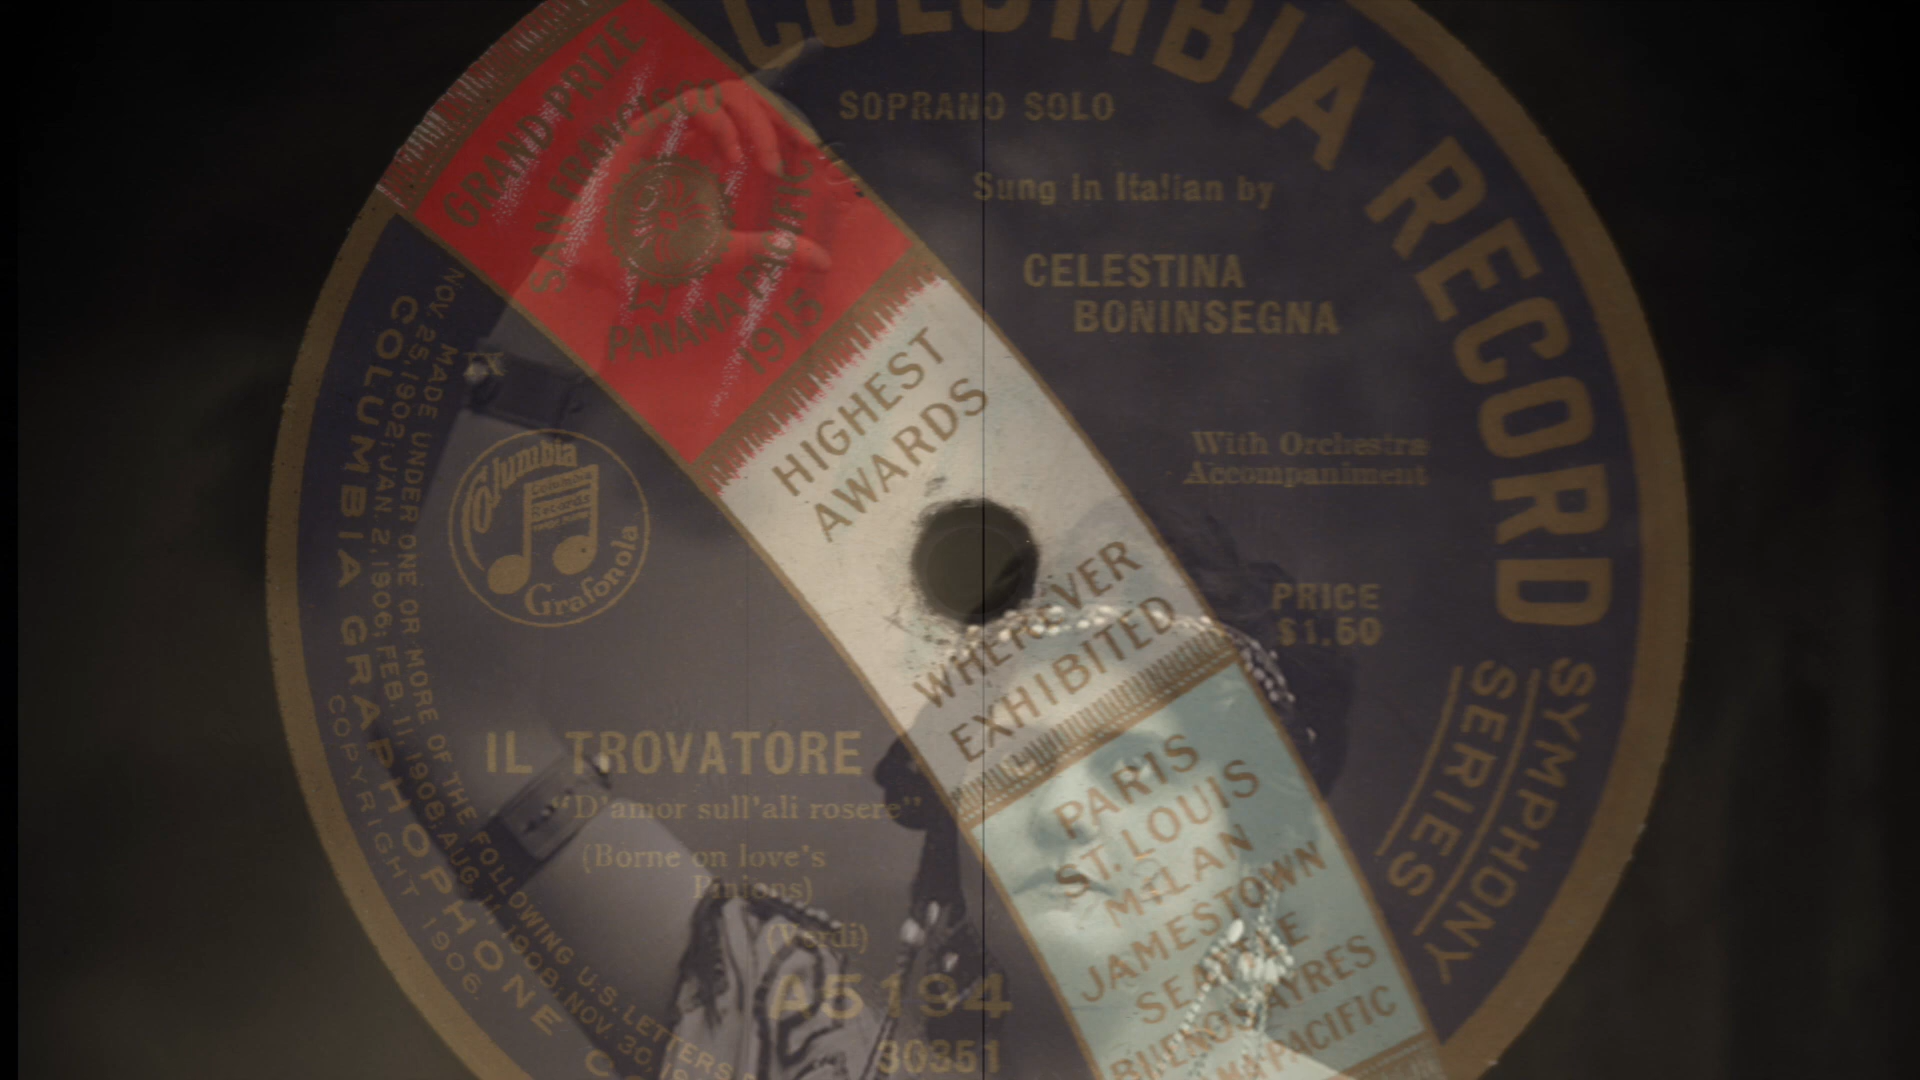 COLUMBIA RECORD
SOPRANO SOLO
Sung in Italian by
CELESTINA
BONINSEGNA
With Orchestra
Accompaniment
PRICE
$1.50
SYMPHONY
SERIES
GRAND PRIZE
SAN FRANCISCO
PANAMA PACIFIC
1915
HIGHEST
AWARDS
WHEREVER
EXHIBITED
PARIS
ST. LOUIS
MILAN
JAMESTOWN
SEATTLE
BUENOS AYRES
PACIFIC
Columbia
Columbia
Records
Grafonola
IL TROVATORE
"D'amor sull'ali rosere"
(Borne on love's
Pinions)
(Verdi)
A5194
30351
MADE UNDER ONE OR MORE OF THE FOLLOWING U.S. LETTERS
NOV. 25, 1902; JAN. 2, 1906; FEB. 11, 1908; AUG. 11, 1908, NOV. 30,
COLUMBIA GRAPHOPHONE
COPYRIGHT 1906.